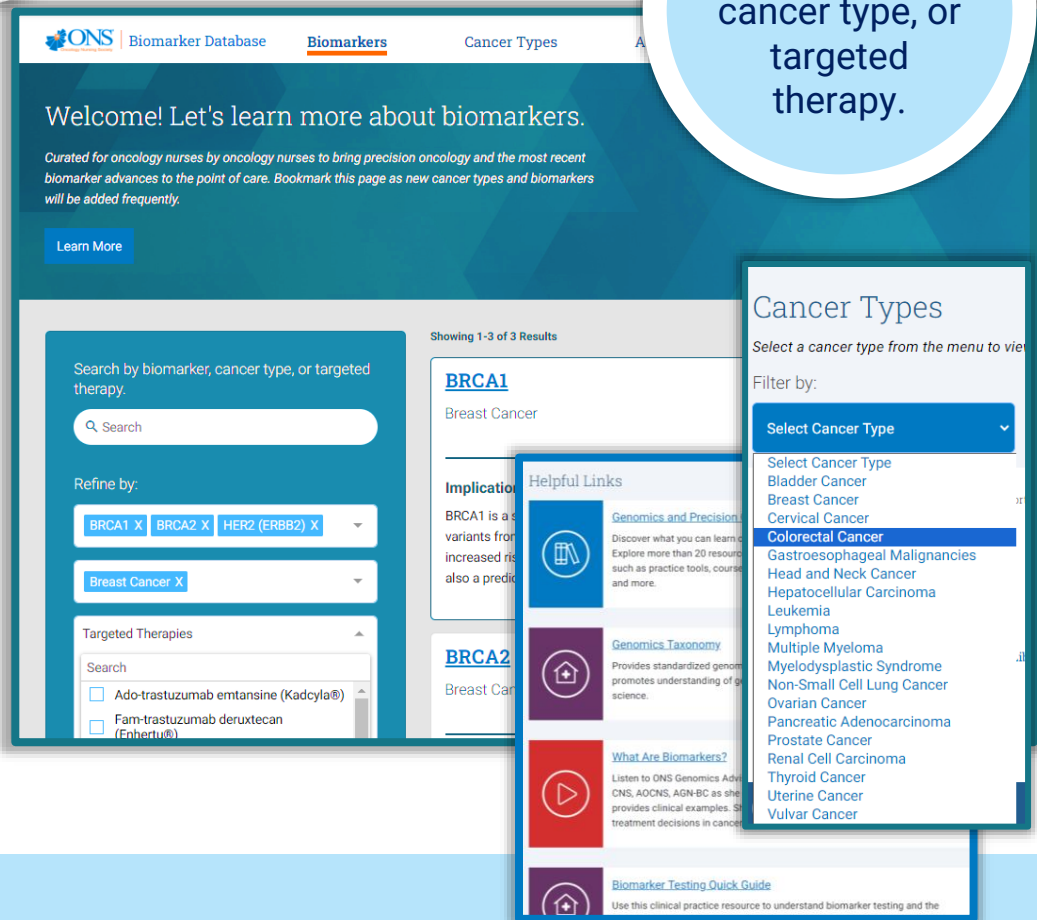 cancer type, or
targeted
therapy.
ONS Biomarker Database Biomarkers Cancer Types A
Welcome! Let's learn more about biomarkers.
Curated for oncology nurses by oncology nurses to bring precision oncology and the most recent
biomarker advances to the point of care. Bookmark this page as new cancer types and biomarkers
will be added frequently.
Learn More
Search by biomarker, cancer type, or targeted
therapy.
Search
Refine by:
BRCA1 X BRCA2 X HER2 (ERBB2) X
Breast Cancer X
Targeted Therapies
Search
Ado-trastuzumab emtansine (Kadcyla®)
Fam-trastuzumab deruxtecan
(Enhertu®)
Showing 1-3 of 3 Results
BRCA1
Breast Cancer
Implication
BRCA1 is a s
variants from
increased ris
also a predic
BRCA2
Breast Can
Helpful Links
Genomics and Precision
Discover what you can learn
Explore more than 20 resourc
such as practice tools, course
and more.
Genomics Taxonomy
Provides standardized genom
promotes understanding of g
science.
What Are Biomarkers?
Listen to ONS Genomics Advi
CNS, AOCNS, AGN-BC as she
provides clinical examples. S
treatment decisions in cancer
Biomarker Testing Quick Guide
Use this clinical practice resource to understand biomarker testing and the
Cancer Types
Select a cancer type from the menu to view
Filter by:
Select Cancer Type
Select Cancer Type
Bladder Cancer
Breast Cancer
Cervical Cancer
Colorectal Cancer
Gastroesophageal Malignancies
Head and Neck Cancer
Hepatocellular Carcinoma
Leukemia
Lymphoma
Multiple Myeloma
Myelodysplastic Syndrome
Non-Small Cell Lung Cancer
Ovarian Cancer
Pancreatic Adenocarcinoma
Prostate Cancer
Renal Cell Carcinoma
Thyroid Cancer
Uterine Cancer
Vulvar Cancer